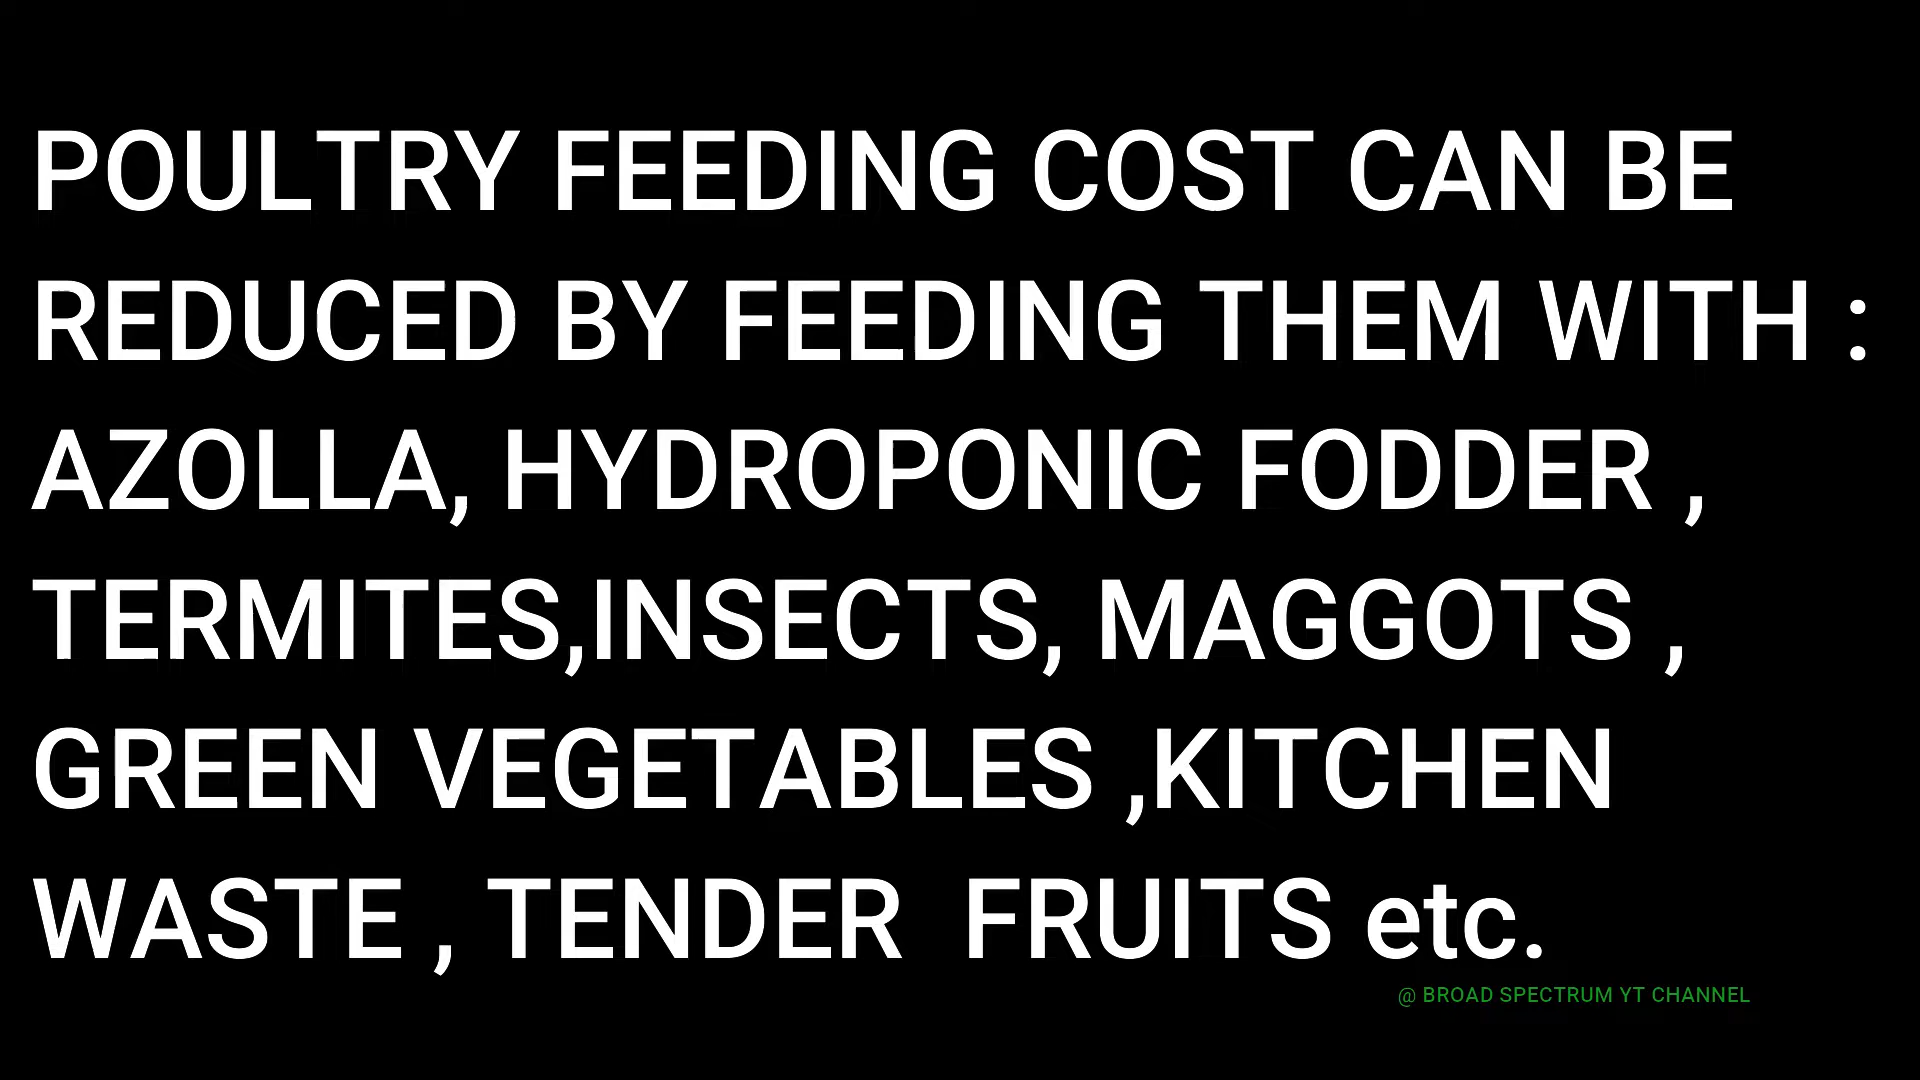 POULTRY FEEDING COST CAN BE
REDUCED BY FEEDING THEM WITH :
AZOLLA, HYDROPONIC FODDER ,
TERMITES,INSECTS, MAGGOTS ,
GREEN VEGETABLES ,KITCHEN
WASTE , TENDER  FRUITS etc.
@ BROAD SPECTRUM YT CHANNEL